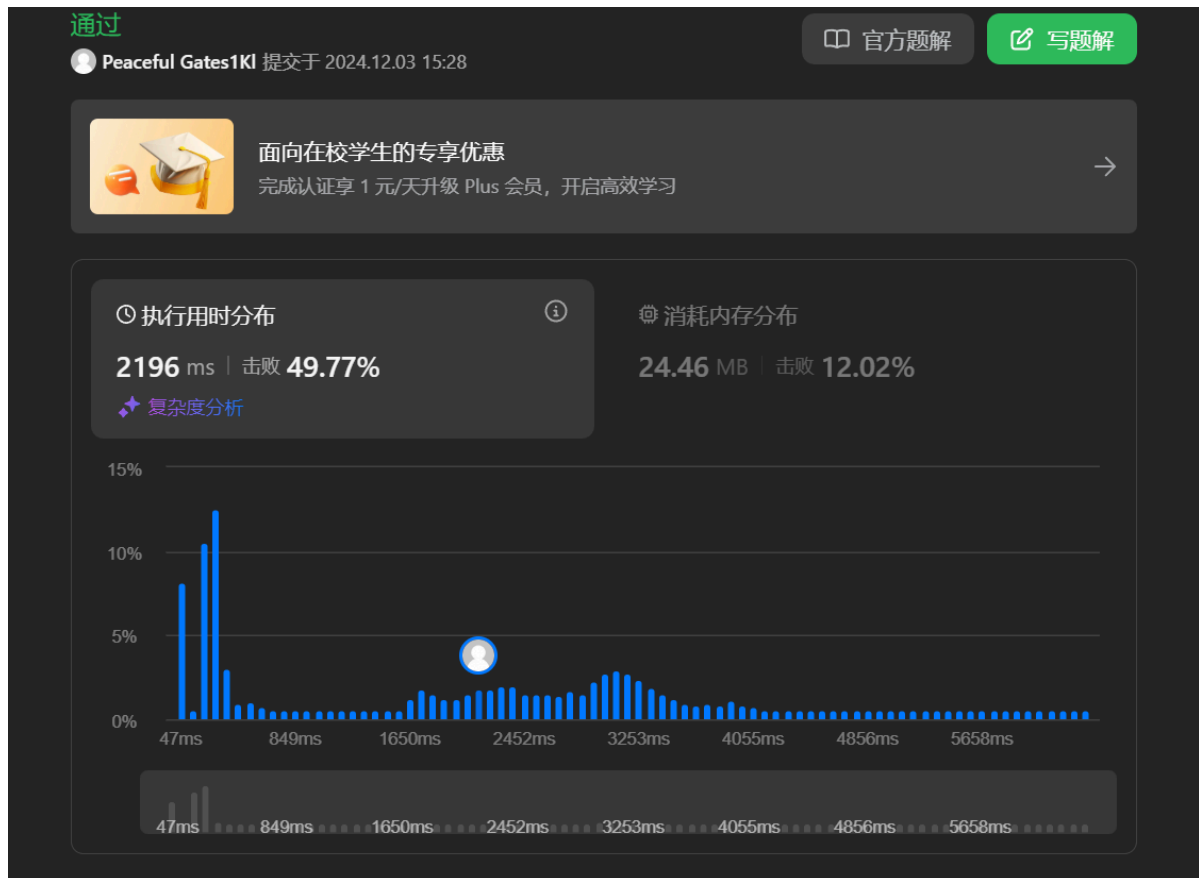 通过
官方题解
写题解
Peaceful Gates1Kl 提交于 2024.12.03 15:28
面向在校学生的专享优惠
完成认证享 1 元/天升级 Plus 会员，开启高效学习
执行用时分布
2196 ms | 击败 49.77%
复杂度分析
消耗内存分布
24.46 MB | 击败 12.02%
15%
10%
5%
0%
47ms 849ms 1650ms 2452ms 3253ms 4055ms 4856ms 5658ms
47ms 849ms 1650ms 2452ms 3253ms 4055ms 4856ms 5658ms